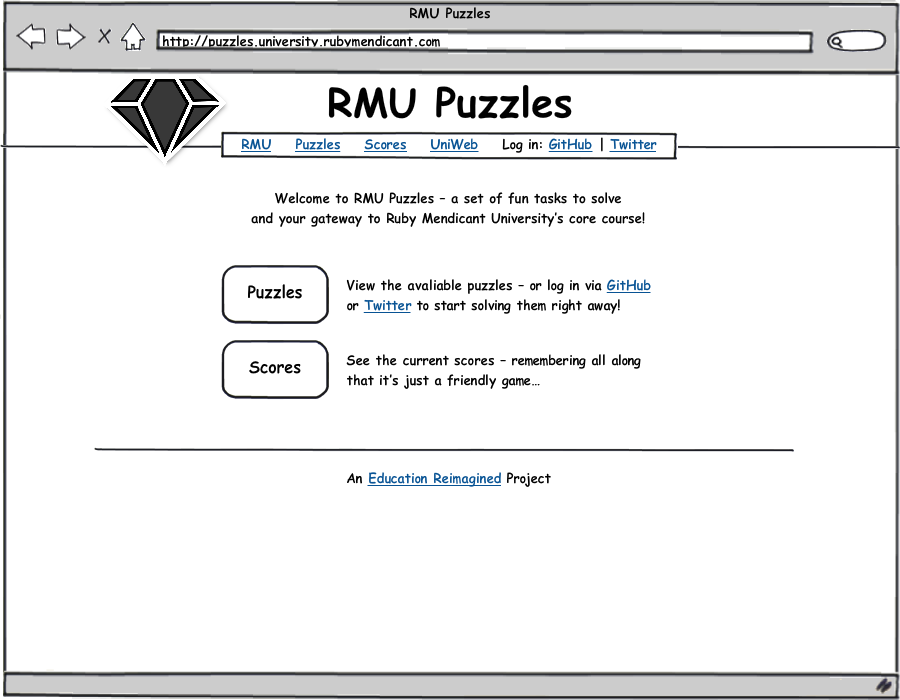 RMU Puzzles
http://puzzles.university.rubymendicant.com
RMU Puzzles
RMU Puzzles Scores UniWeb Log in: GitHub | Twitter
Welcome to RMU Puzzles – a set of fun tasks to solve
and your gateway to Ruby Mendicant University's core course!
Puzzles
View the avaliable puzzles – or log in via GitHub
or Twitter to start solving them right away!
Scores
See the current scores – remembering all along
that it's just a friendly game...
An Education Reimagined Project